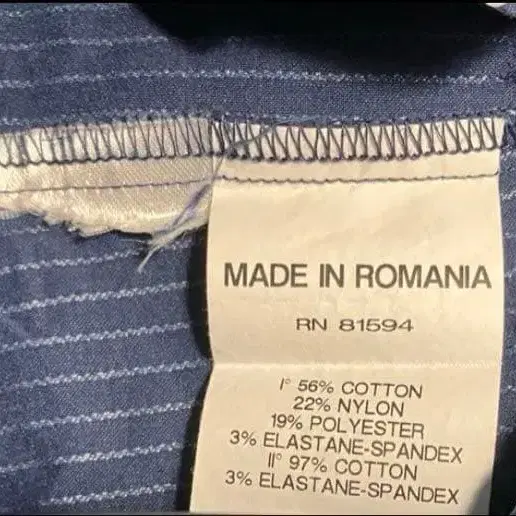 MADE IN ROMANIA
RN 81594
I° 56% COTTON
22% NYLON
19% POLYESTER
3% ELASTANE-SPANDEX
II° 97% COTTON
3% ELASTANE-SPANDEX